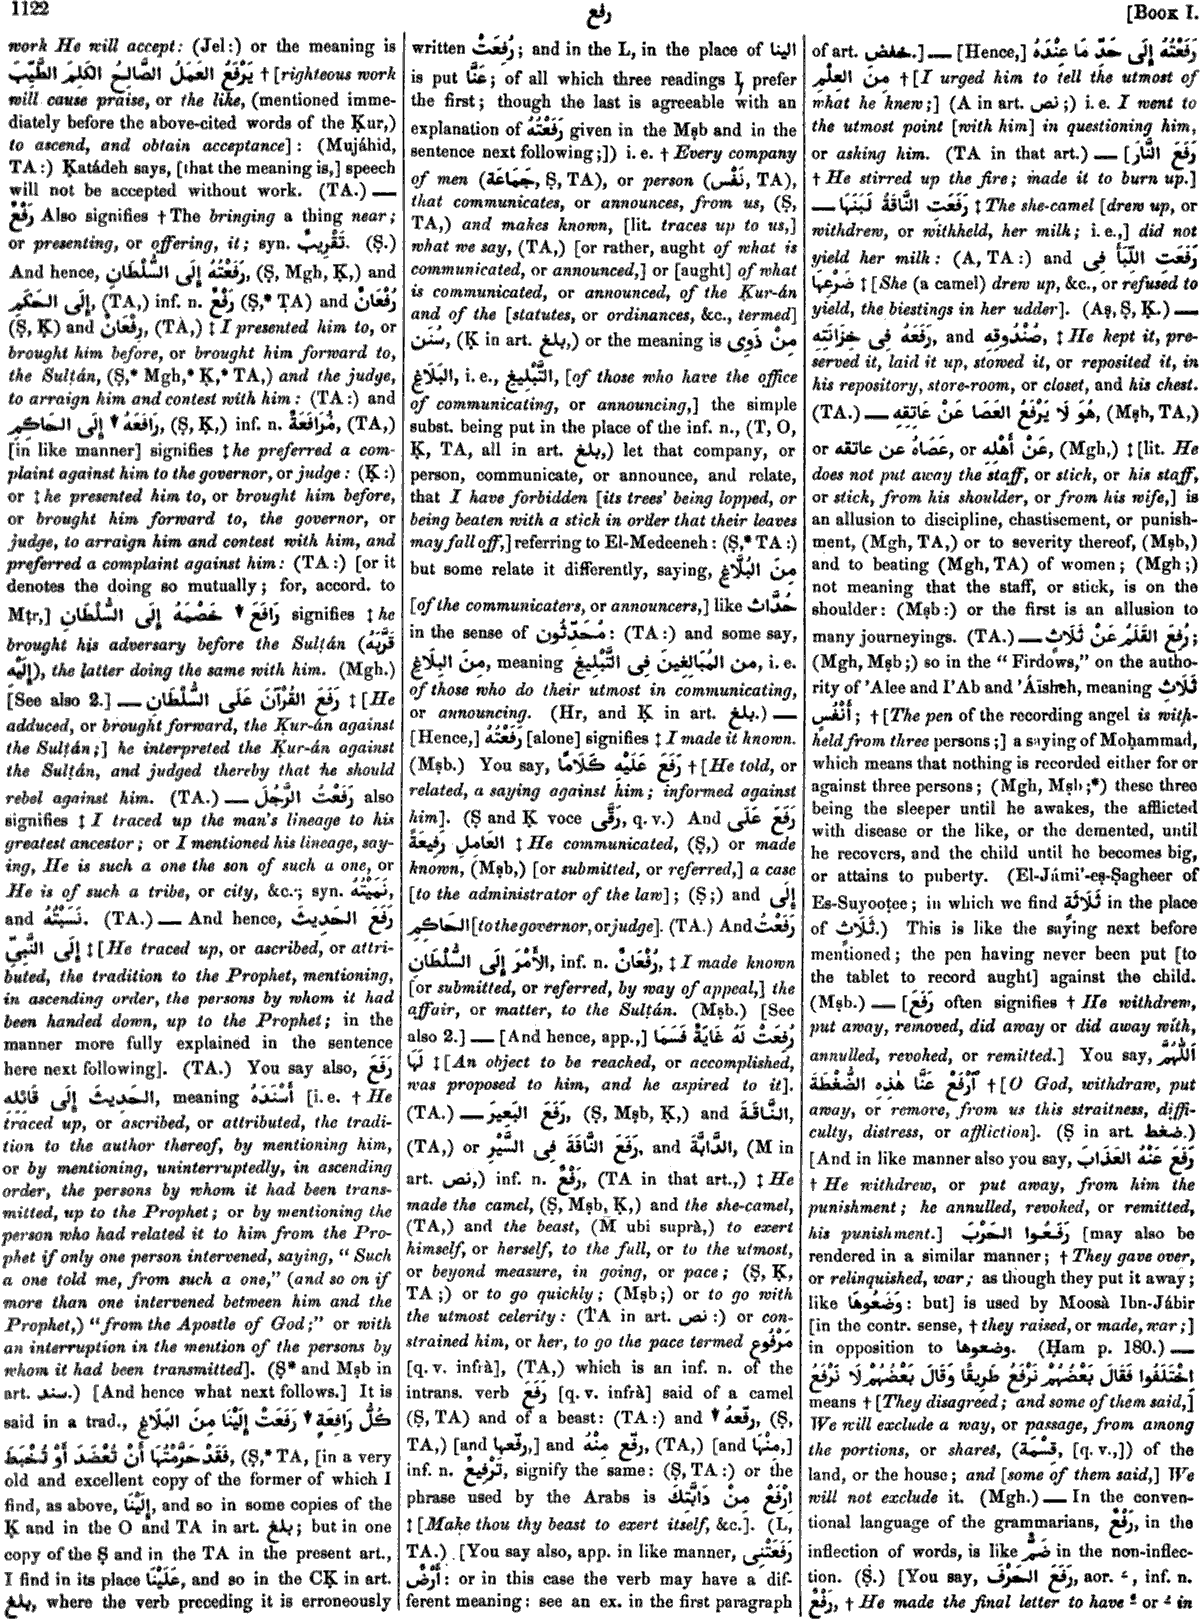 1122
رفع
[BOOK I.
work He will accept: (Jel:) or the meaning is
يَرْفَعُ العَمَلُ الصَّالِحُ الكَلِمَ الطَّيِّبَ † [righteous work
will cause praise, or the like, (mentioned imme-
diately before the above-cited words of the Ḳur,)
to ascend, and obtain acceptance]: (Mujáhid,
TA:) Ḳatádeh says, [that the meaning is,] speech
will not be accepted without work. (TA.) —
رَفْعٌ Also signifies † The bringing a thing near;
or presenting, or offering, it; syn. تَقْرِيبٌ. (Ṣ.)
And hence, رَفَعْتُهُ إِلَى السُّلْطَانِ, (Ṣ, Mgh, Ḳ,) and
إِلَى الحَكَمِ, (TA,) inf. n. رَفْعٌ (Ṣ,* TA) and رُفْعَانٌ
(Ṣ, Ḳ) and رِفْعَانٌ, (TA,) ‡ I presented him to, or
brought him before, or brought him forward to,
the Sulṭán, (Ṣ,* Mgh,* Ḳ,* TA,) and the judge,
to arraign him and contest with him: (TA:) and
رَافَعَهُ ▾ إِلَى الحَاكِمِ, (Ṣ, Ḳ,) inf. n. مُرَافَعَةٌ, (TA,)
[in like manner] signifies ‡ he preferred a com-
plaint against him to the governor, or judge: (Ḳ:)
or ‡ he presented him to, or brought him before,
or brought him forward to, the governor, or
judge, to arraign him and contest with him, and
preferred a complaint against him: (TA:) [or it
denotes the doing so mutually; for, accord. to
Mṭr,] رَافَعَ ▾ خَصْمَهُ إِلَى السُّلْطَانِ signifies ‡ he
brought his adversary before the Sulṭán (قَرَّبَهُ
إِلَيْهِ), the latter doing the same with him. (Mgh.)
[See also 2.] — رَفَعَ القُرْآنَ عَلَى السُّلْطَانِ ‡ [He
adduced, or brought forward, the Ḳur-án against
the Sulṭán;] he interpreted the Ḳur-án against
the Sulṭán, and judged thereby that he should
rebel against him. (TA.) — رَفَعْتُ الرَّجُلَ also
signifies ‡ I traced up the man's lineage to his
greatest ancestor; or I mentioned his lineage, say-
ing, He is such a one the son of such a one, or
He is of such a tribe, or city, &c.; syn. نَمَيْتُهُ
and نَسَبْتُهُ. (TA.) — And hence, رَفَعَ الحَدِيثَ
إِلَى النَّبِىِّ ‡ [He traced up, or ascribed, or attri-
buted, the tradition to the Prophet, mentioning,
in ascending order, the persons by whom it had
been handed down, up to the Prophet; in the
manner more fully explained in the sentence
here next following]. (TA.) You say also, رَفَعَ
الحَدِيثَ إِلَى قَائِلِهِ, meaning أَسْنَدَهُ [i. e. † He
traced up, or ascribed, or attributed, the tradi-
tion to the author thereof, by mentioning him,
or by mentioning, uninterruptedly, in ascending
order, the persons by whom it had been trans-
mitted, up to the Prophet; or by mentioning the
person who had related it to him from the Pro-
phet if only one person intervened, saying, "Such
a one told me, from such a one," (and so on if
more than one intervened between him and the
Prophet,) "from the Apostle of God;" or with
an interruption in the mention of the persons by
whom it had been transmitted]. (Ṣ* and Mṣb in
art. سند.) [And hence what next follows.] It is
said in a trad., كُلُّ رَافِعَةٍ ▾ رَفَعَتْ إِلَيْنَا مِنَ البَلَاغِ
فَقَدْ حَرَّمْتُهَا أَنْ تُعْضَدَ أَوْ تُخْبَطَ, (Ṣ,* TA, [in a very
old and excellent copy of the former of which I
find, as above, إِلَيْنَا, and so in some copies of the
Ḳ and in the O and TA in art. بلغ; but in one
copy of the Ṣ and in the TA in the present art.,
I find in its place عَلَيْنَا, and so in the CḲ in art.
بلغ, where the verb preceding it is erroneously
written رُفِعَتْ; and in the L, in the place of الينا
is put عَنَّا; of all which three readings I prefer
the first; though the last is agreeable with an
explanation of رَفَعْتُهُ given in the Mṣb and in the
sentence next following;]) i. e. † Every company
of men (جَمَاعَة, Ṣ, TA), or person (نَفْس, TA),
that communicates, or announces, from us, (Ṣ,
TA,) and makes known, [lit. traces up to us,]
what we say, (TA,) [or rather, aught of what is
communicated, or announced,] or [aught] of what
is communicated, or announced, of the Ḳur-án
and of the [statutes, or ordinances, &c., termed]
سُنَن, (Ḳ in art. بلغ,) or the meaning is مِنْ ذَوِى
البَلَاغِ, i. e., التَّبْلِيغِ, [of those who have the office
of communicating, or announcing,] the simple
subst. being put in the place of the inf. n., (T, O,
Ḳ, TA, all in art. بلغ,) let that company, or
person, communicate, or announce, and relate,
that I have forbidden [its trees' being lopped, or
being beaten with a stick in order that their leaves
may fall off,] referring to El-Medeeneh: (Ṣ,* TA:)
but some relate it differently, saying, مِنَ البُلَّاغِ
[of the communicaters, or announcers,] like حُدَّاث
in the sense of مُحَدِّثُون: (TA:) and some say,
مِنَ البِلَاغِ, meaning من المُبَالِغِينَ فِى التَّبْلِيغِ, i. e.
of those who do their utmost in communicating,
or announcing. (Hr, and Ḳ in art. بلغ.) —
[Hence,] رَفَعْتُهُ [alone] signifies ‡ I made it known.
(Mṣb.) You say, رَفَعَ عَلَيْهِ كَلَامًا † [He told, or
related, a saying against him; informed against
him]. (Ṣ and Ḳ voce رَقَّى, q. v.) And رَفَعَ عَلَى
العَامِلِ رَفِيعَةً ‡ He communicated, (Ṣ,) or made
known, (Mṣb,) [or submitted, or referred,] a case
[to the administrator of the law]; (Ṣ;) and إِلَى
الحَاكِمِ [to the governor, or judge]. (TA.) And رَفَعْتُ
الأَمْرَ إِلَى السُّلْطَانِ, inf. n. رُفْعَانٌ, ‡ I made known
[or submitted, or referred, by way of appeal,] the
affair, or matter, to the Sulṭán. (Mṣb.) [See
also 2.] — [And hence, app.,] رُفِعَتْ لَهُ غَايَةٌ فَسَمَا
لَهَا ‡ [An object to be reached, or accomplished,
was proposed to him, and he aspired to it].
(TA.) — رَفَعَ البَعِيرَ, (Ṣ, Mṣb, Ḳ,) and النَّاقَةَ,
(TA,) or رَفَعَ النَّاقَةَ فِى السَّيْرِ, and الدَّابَّةَ, (M in
art. نص,) inf. n. رَفْعٌ, (TA in that art.,) ‡ He
made the camel, (Ṣ, Mṣb, Ḳ,) and the she-camel,
(TA,) and the beast, (M ubi suprà,) to exert
himself, or herself, to the full, or to the utmost,
or beyond measure, in going, or pace; (Ṣ, Ḳ,
TA;) or to go quickly; (Mṣb;) or to go with
the utmost celerity: (TA in art. نص:) or con-
strained him, or her, to go the pace termed مَرْفُوع
[q. v. infrà], (TA,) which is an inf. n. of the
intrans. verb رَفَعَ [q. v. infrà] said of a camel
(Ṣ, TA) and of a beast: (TA:) and رفّعهُ ▾, (Ṣ,
TA,) [and رفّعها,] and رفّع مِنْهُ, (TA,) [and مِنْهَا,]
inf. n. تَرْفِيعٌ, signify the same: (Ṣ, TA:) or the
phrase used by the Arabs is اِرْفَعْ مِنْ دَابَّتِكَ
‡ [Make thou thy beast to exert itself, &c.]. (L,
TA.) [You say also, app. in like manner, رَفَعَتْنِى
أَرْضٌ: or in this case the verb may have a dif-
ferent meaning: see an ex. in the first paragraph
of art. خفض.] — [Hence,] رَفَعْتُهُ إِلَى حَدِّ مَا عِنْدَهُ
مِنَ العِلْمِ † [I urged him to tell the utmost of
what he knew;] (A in art. نص;) i. e. I went to
the utmost point [with him] in questioning him,
or asking him. (TA in that art.) — [رَفَعَ النَّارَ
† He stirred up the fire; made it to burn up.]
— رَفَعَتِ النَّاقَةُ لَبَنَهَا ‡ The she-camel [drew up, or
withdrew, or withheld, her milk; i. e.,] did not
yield her milk: (A, TA:) and رَفَعَتِ اللِّبَأَ فِى
ضَرْعِهَا ‡ [She (a camel) drew up, &c., or refused to
yield, the biestings in her udder]. (Aṣ, Ṣ, Ḳ.) —
رَفَعَهُ فِى خِزَانَتِهِ, and صُنْدُوقِهِ, ‡ He kept it, pre-
served it, laid it up, stowed it, or reposited it, in
his repository, store-room, or closet, and his chest.
(TA.) — هُوَ لَا يَرْفَعُ العَصَا عَنْ عَاتِقِهِ, (Mṣb, TA,)
or عَصَاهُ عن عاتقه, or عَنْ أَهْلِهِ, (Mgh,) ‡ [lit. He
does not put away the staff, or stick, or his staff,
or stick, from his shoulder, or from his wife,] is
an allusion to discipline, chastisement, or punish-
ment, (Mgh, TA,) or to severity thereof, (Mṣb,)
and to beating (Mgh, TA) of women; (Mgh;)
not meaning that the staff, or stick, is on the
shoulder: (Mṣb:) or the first is an allusion to
many journeyings. (TA.) — رُفِعَ القَلَمُ عَنْ ثَلَاثٍ;
(Mgh, Mṣb;) so in the "Firdows," on the autho-
rity of 'Alee and I'Ab and 'Áïsheh, meaning ثَلَاثِ
أَنْفُسٍ; † [The pen of the recording angel is with-
held from three persons;] a saying of Moḥammad,
which means that nothing is recorded either for or
against three persons; (Mgh, Mṣb;*) these three
being the sleeper until he awakes, the afflicted
with disease or the like, or the demented, until
he recovers, and the child until he becomes big,
or attains to puberty. (El-Jámi'-eṣ-Ṣagheer of
Es-Suyooṭee; in which we find ثَلَاثَة in the place
of ثَلَاث.) This is like the saying next before
mentioned; the pen having never been put [to
the tablet to record aught] against the child.
(Mṣb.) — [رَفَعَ often signifies † He withdrew,
put away, removed, did away or did away with,
annulled, revoked, or remitted.] You say, اَللّٰهُمَّ
ٱرْفَعْ عَنَّا هٰذِهِ الضُّغْطَةَ † [O God, withdraw, put
away, or remove, from us this straitness, diffi-
culty, distress, or affliction]. (Ṣ in art. ضغط.)
[And in like manner also you say, رَفَعَ عَنْهُ العَذَابَ
† He withdrew, or put away, from him the
punishment; he annulled, revoked, or remitted,
his punishment.] رَفَعُوا الحَرْبَ [may also be
rendered in a similar manner; † They gave over,
or relinquished, war; as though they put it away;
like وَضَعُوهَا: but] is used by Moosà Ibn-Jábir
[in the contr. sense, † they raised, or made, war;]
in opposition to وضعوها. (Ḥam p. 180.) —
اِخْتَلَفُوا فَقَالَ بَعْضُهُمْ نَرْفَعُ طَرِيقًا وَقَالَ بَعْضُهُمْ لَا نَرْفَعُ
means † [They disagreed; and some of them said,]
We will exclude a way, or passage, from among
the portions, or shares, (قِسْمَة, [q. v.,]) of the
land, or the house; and [some of them said,] We
will not exclude it. (Mgh.) — In the conven-
tional language of the grammarians, رَفْعٌ, in the
inflection of words, is like ضَمٌّ in the non-inflec-
tion. (Ṣ.) [You say, رَفَعَ الحَرْفَ, aor. ـَ, inf. n.
رَفْعٌ, † He made the final letter to have ـُ or ـٌ in